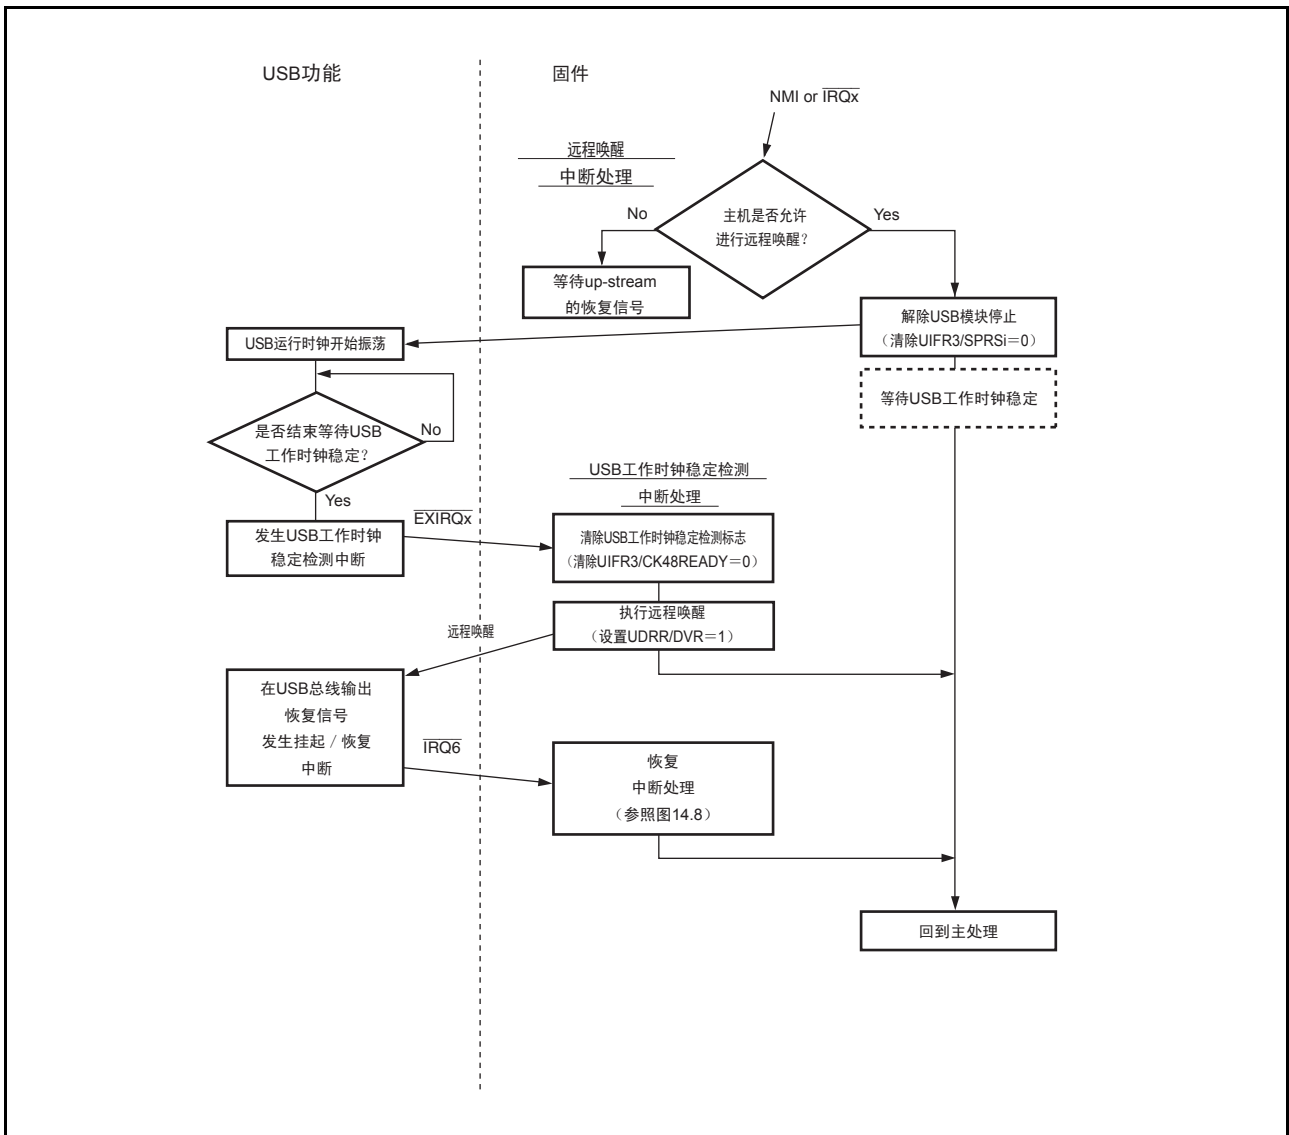 USB功能
固件
NMI or IRQx
远程唤醒
中断处理
No
主机是否允许
进行远程唤醒?
Yes
等待up-stream
的恢复信号
解除USB模块停止
(清除UIFR3/SPRSi=0)
USB运行时钟开始振荡
等待USB工作时钟稳定
是否结束等待USB
工作时钟稳定?
No
Yes
USB工作时钟稳定检测
中断处理
发生USB工作时钟
稳定检测中断
EXIRQx
清除USB工作时钟稳定检测标志
(清除UIFR3/CK48READY=0)
执行远程唤醒
(设置UDRR/DVR=1)
远程唤醒
在USB总线输出
恢复信号
发生挂起/恢复
中断
IRQ6
恢复
中断处理
(参照图14.8)
回到主处理